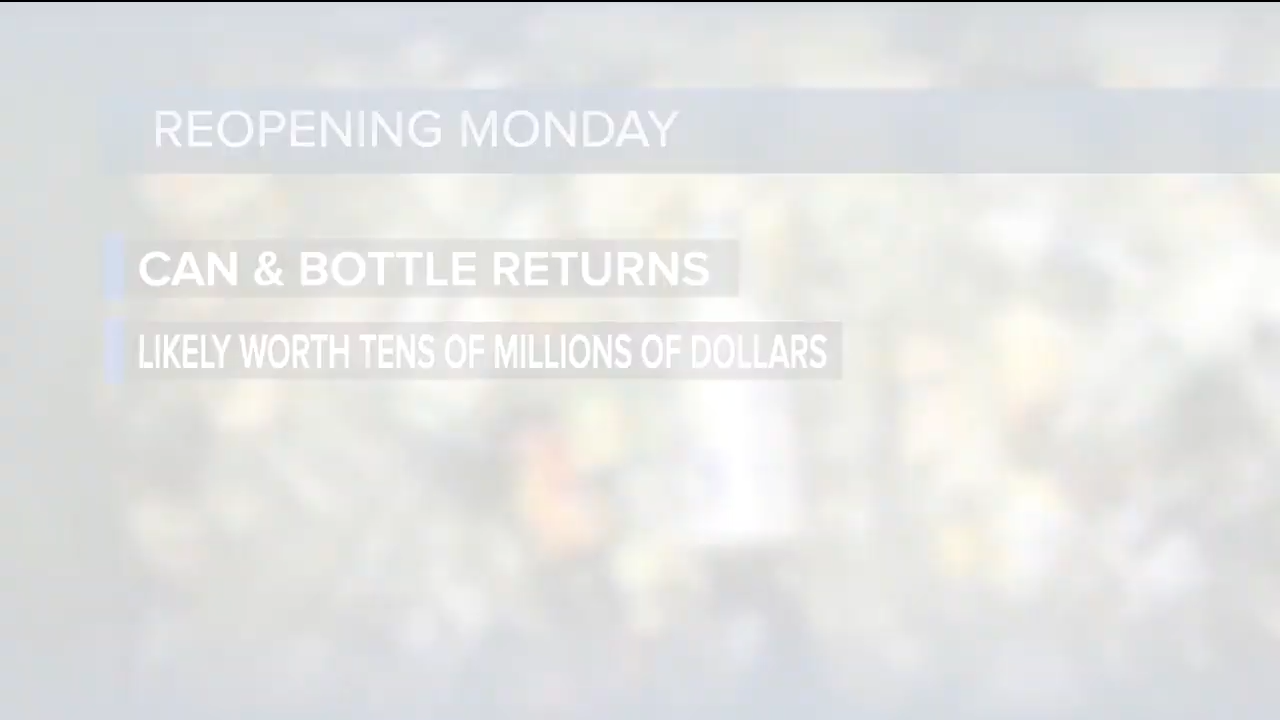 REOPENING MONDAY
CAN & BOTTLE RETURNS
LIKELY WORTH TENS OF MILLIONS OF DOLLARS